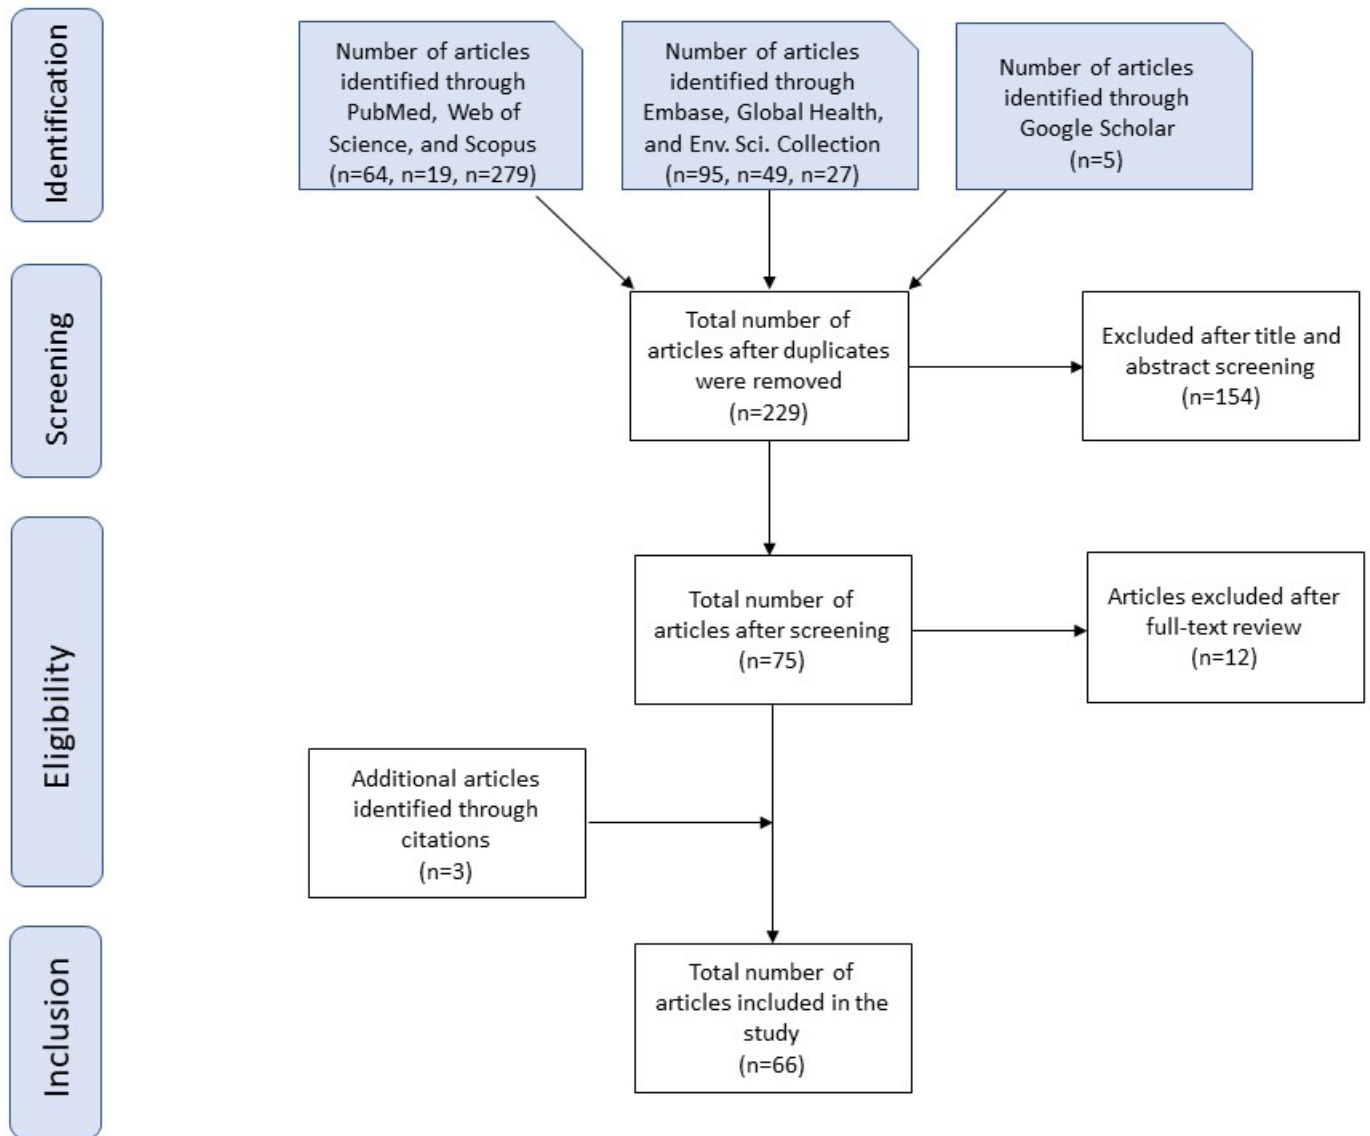 Identification
Number of articles
identified through
PubMed, Web of
Science, and Scopus
(n=64, n=19, n=279)
Number of articles
identified through
Embase, Global Health,
and Env. Sci. Collection
(n=95, n=49, n=27)
Number of articles
identified through
Google Scholar
(n=5)
Screening
Total number of
articles after duplicates
were removed
(n=229)
Excluded after title and
abstract screening
(n=154)
Eligibility
Total number of
articles after screening
(n=75)
Articles excluded after
full-text review
(n=12)
Additional articles
identified through
citations
(n=3)
Inclusion
Total number of
articles included in the
study
(n=66)